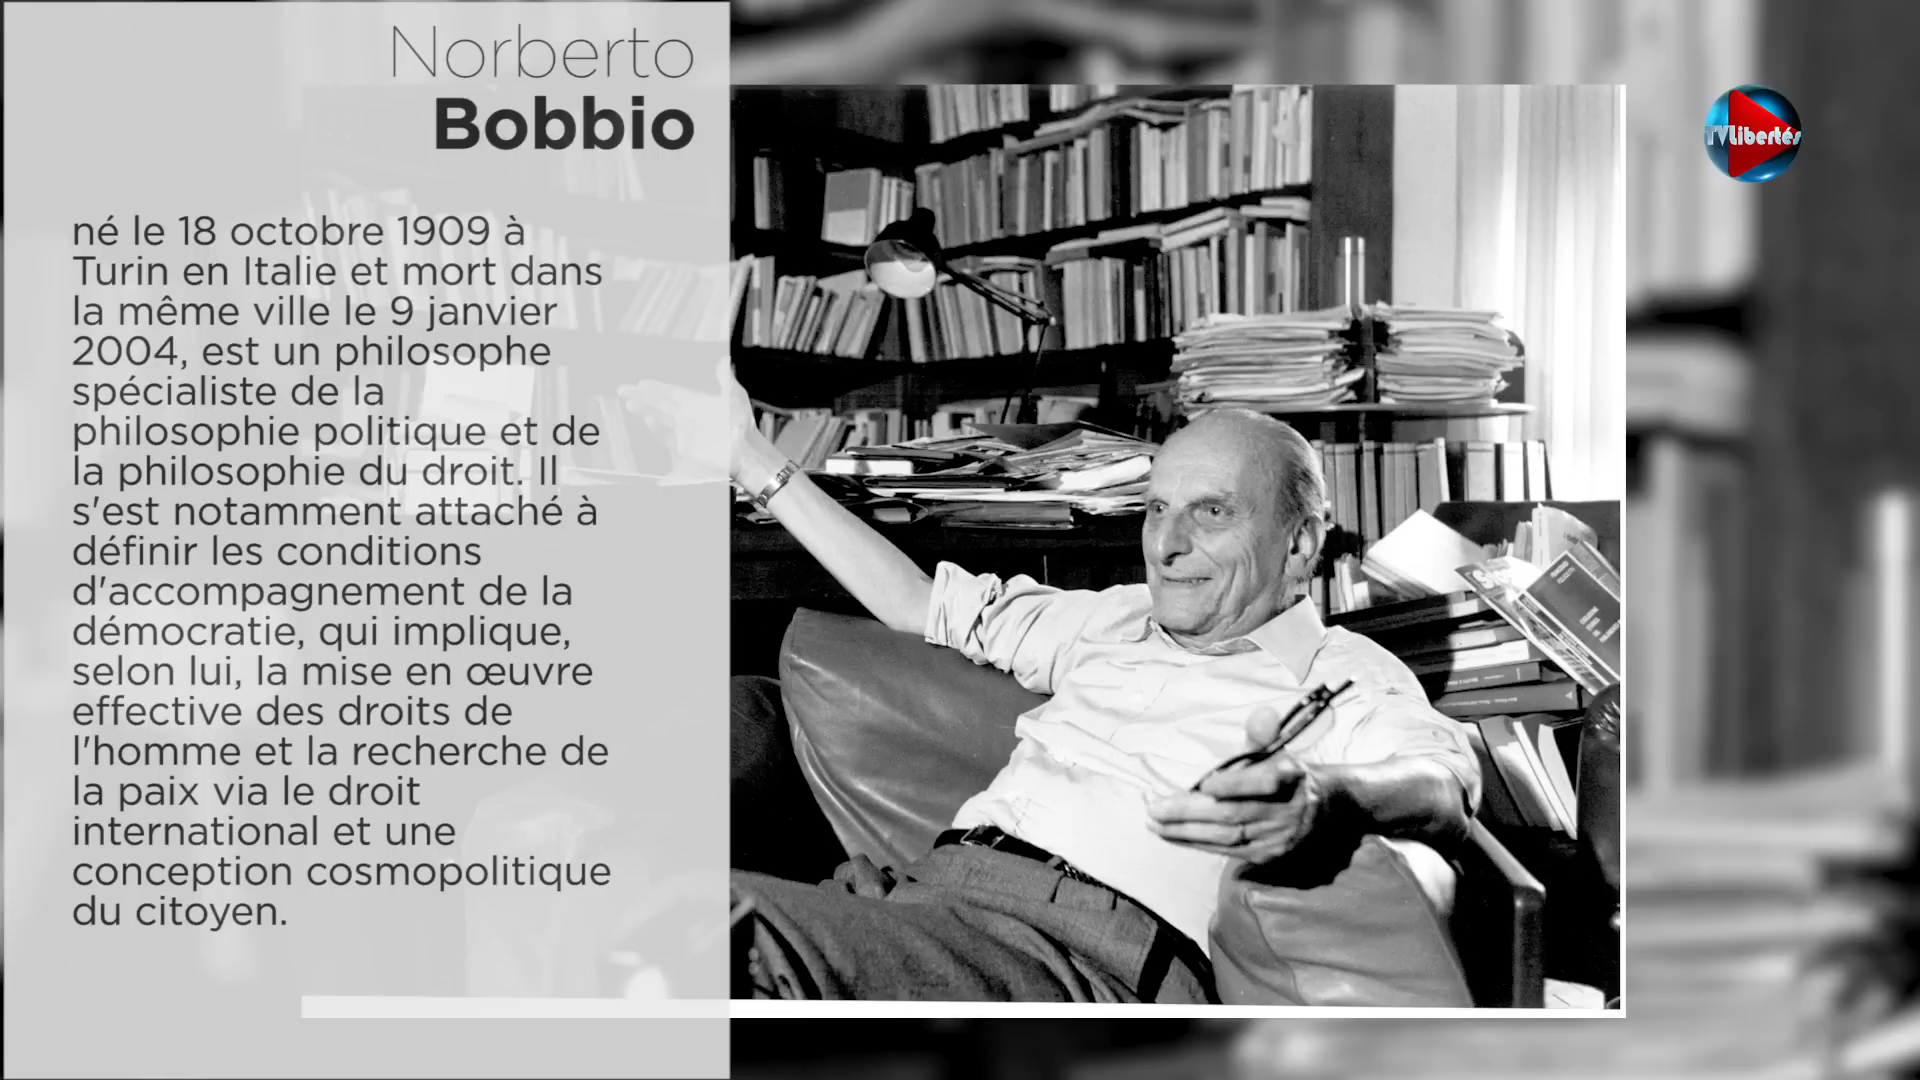 Norberto
Bobbio
TVLibertés
né le 18 octobre 1909 à
Turin en Italie et mort dans
la même ville le 9 janvier
2004, est un philosophe
spécialiste de la
philosophie politique et de
la philosophie du droit. Il
s'est notamment attaché à
définir les conditions
d'accompagnement de la
démocratie, qui implique,
selon lui, la mise en œuvre
effective des droits de
l'homme et la recherche de
la paix via le droit
international et une
conception cosmopolitique
du citoyen.